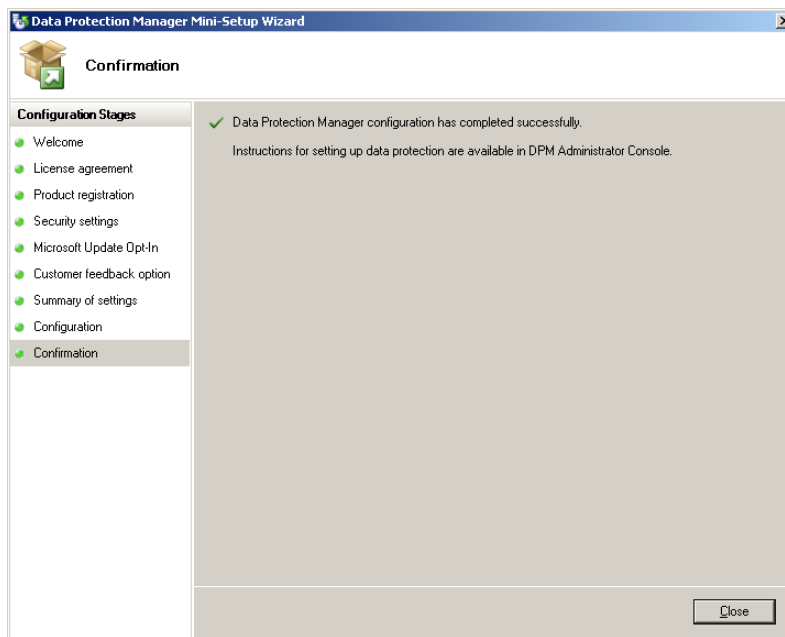 Data Protection Manager Mini-Setup Wizard
Confirmation
Configuration Stages
Welcome
License agreement
Product registration
Security settings
Microsoft Update Opt-In
Customer feedback option
Summary of settings
Configuration
Confirmation
Data Protection Manager configuration has completed successfully.
Instructions for setting up data protection are available in DPM Administrator Console.
Close